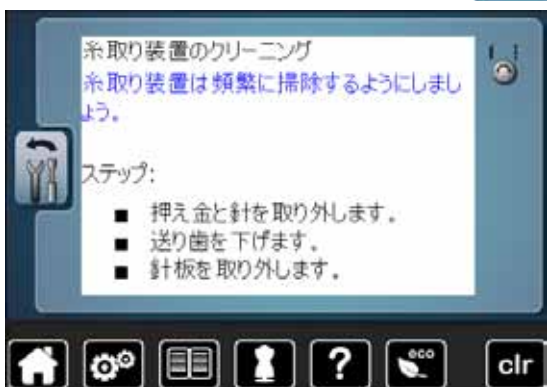 糸取り装置のクリーニング
糸取り装置は頻繁に掃除するようにしまし
ょう。
ステップ:
■ 押え金と針を取り外します。
■ 送り歯を下げます。
■ 針板を取り外します。
?
eco
clr